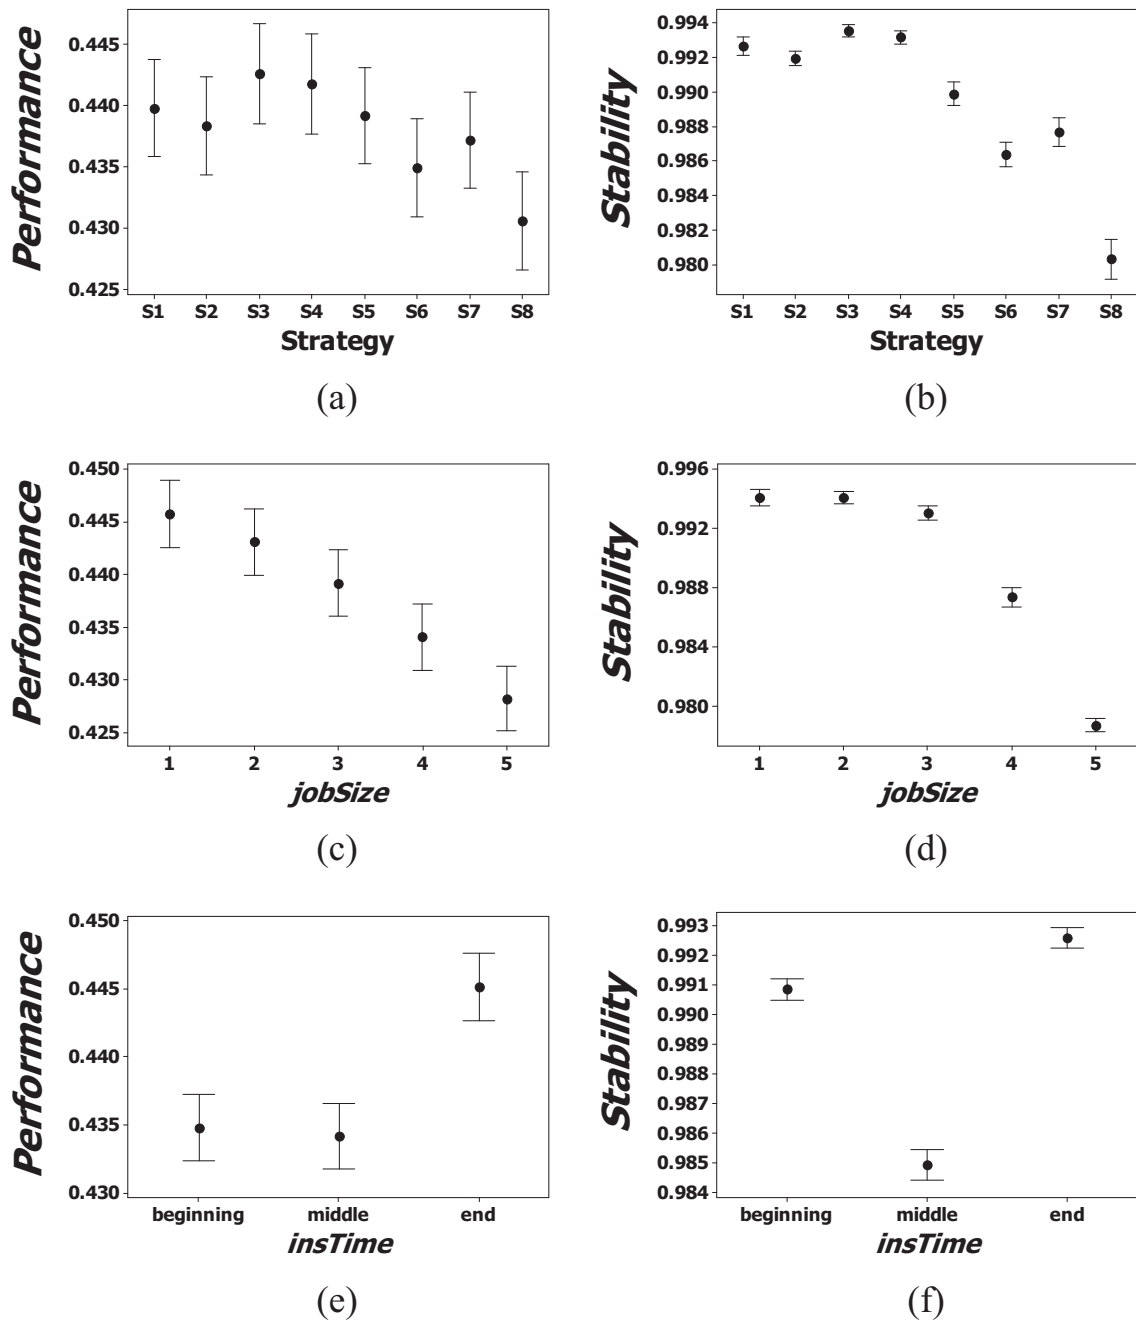 Performance
0.445
0.440
0.435
0.430
0.425
S1 S2 S3 S4 S5 S6 S7 S8
Strategy
(a)
Stability
0.994
0.992
0.990
0.988
0.986
0.984
0.982
0.980
S1 S2 S3 S4 S5 S6 S7 S8
Strategy
(b)
Performance
0.450
0.445
0.440
0.435
0.430
0.425
1 2 3 4 5
jobSize
(c)
Stability
0.996
0.992
0.988
0.984
0.980
1 2 3 4 5
jobSize
(d)
Performance
0.450
0.445
0.440
0.435
0.430
beginning middle end
insTime
(e)
Stability
0.993
0.992
0.991
0.990
0.989
0.988
0.987
0.986
0.985
0.984
beginning middle end
insTime
(f)